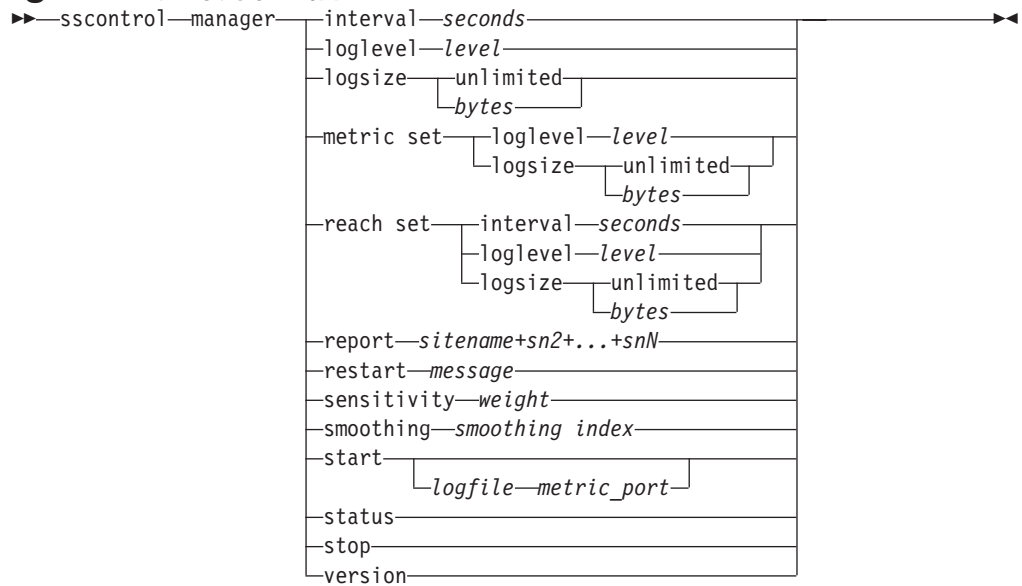 sscontrol manager interval seconds
loglevel level
logsize unlimited
bytes
metric set loglevel level
logsize unlimited
bytes
reach set interval seconds
loglevel level
logsize unlimited
bytes
report sitename+sn2+...+snN
restart message
sensitivity weight
smoothing smoothing index
start
logfile metric_port
status
stop
version